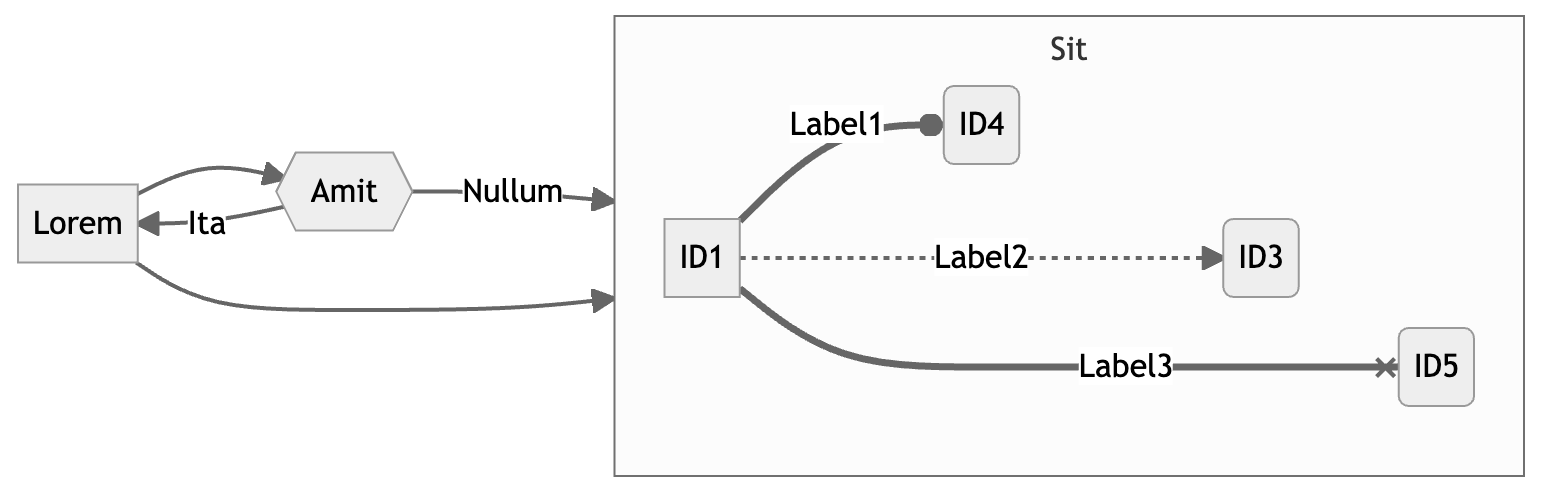 Sit
Label1
ID4
Amit
Nullum
Lorem
Ita
ID1
Label2
ID3
Label3
ID5